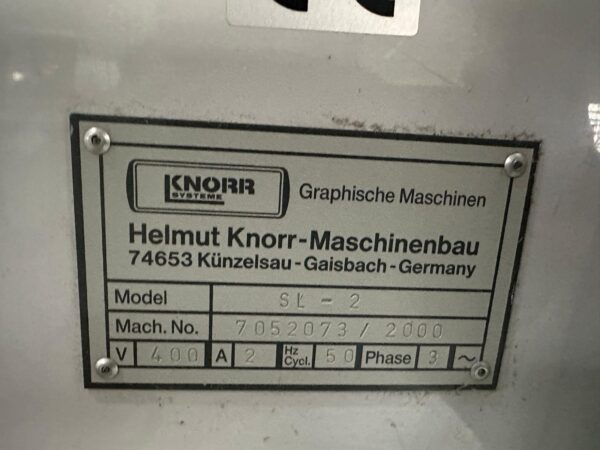 KNORR
SYSTEME
Graphische Maschinen
Helmut Knorr-Maschinenbau
74653 Künzelsau-Gaisbach-Germany
Model SL-2
Mach. No. 7052073/2000
V 400 A 2 Hz Cycl. 50 Phase 3 ~